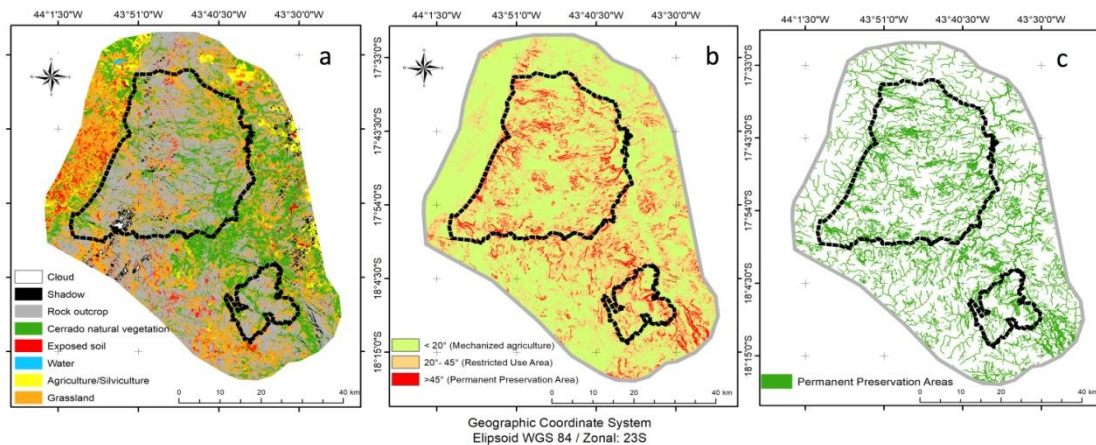 44°1'30"W 43°51'0"W 43°40'30"W 43°30'0"W
44°1'30"W 43°51'0"W 43°40'30"W 43°30'0"W
44°1'30"W 43°51'0"W 43°40'30"W 43°30'0"W
a
17°33'0"S
17°43'30"S
17°54'0"S
18°4'30"S
18°15'0"S
Cloud
Shadow
Rock outcrop
Cerrado natural vegetation
Exposed soil
Water
Agriculture/Silviculture
Grassland
0 10 20 40 km
b
17°33'0"S
17°43'30"S
17°54'0"S
18°4'30"S
18°15'0"S
< 20° (Mechanized agriculture)
20°- 45° (Restricted Use Area)
>45° (Permanent Preservation Area)
0 10 20 40 km
c
Permanent Preservation Areas
0 10 20 40 km
Geographic Coordinate System
Elipsoid WGS 84 / Zonal: 23S